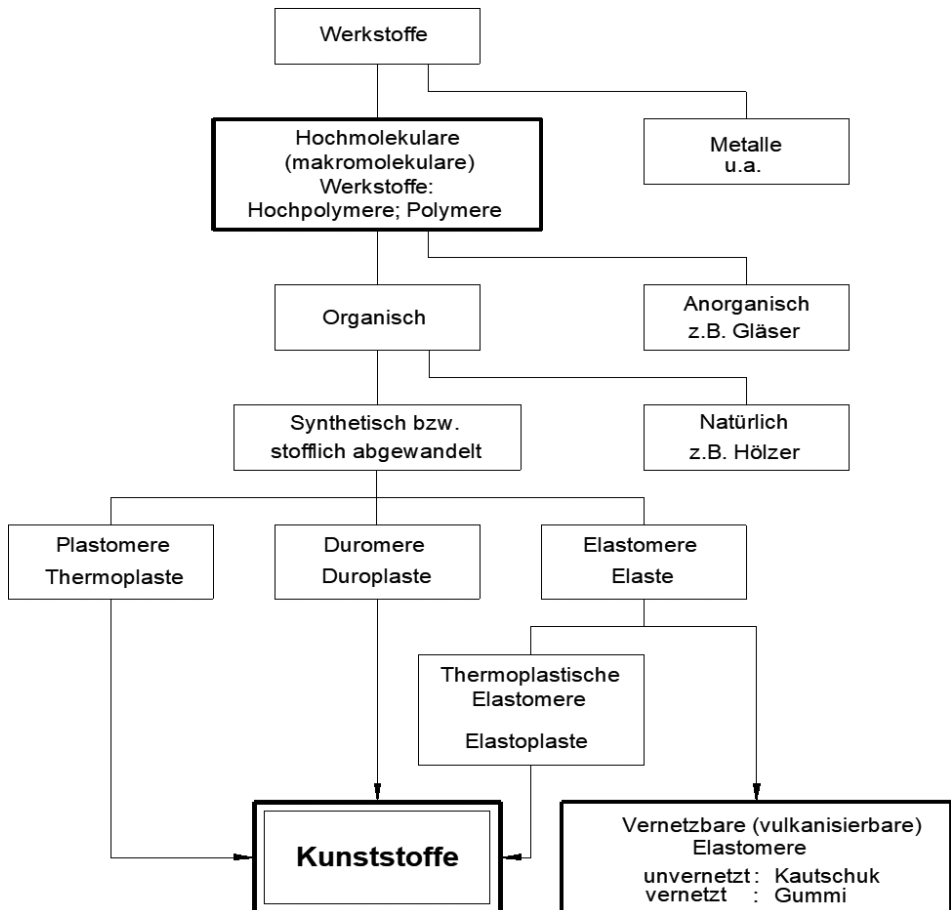 Werkstoffe
Hochmolekulare
(makromolekulare)
Werkstoffe:
Hochpolymere; Polymere
Metalle
u.a.
Organisch
Anorganisch
z.B. Gläser
Synthetisch bzw.
stofflich abgewandelt
Natürlich
z.B. Hölzer
Plastomere
Thermoplaste
Duromere
Duroplaste
Elastomere
Elaste
Thermoplastische
Elastomere
Elastoplaste
Kunststoffe
Vernetzbare (vulkanisierbare)
Elastomere
unvernetzt : Kautschuk
vernetzt : Gummi